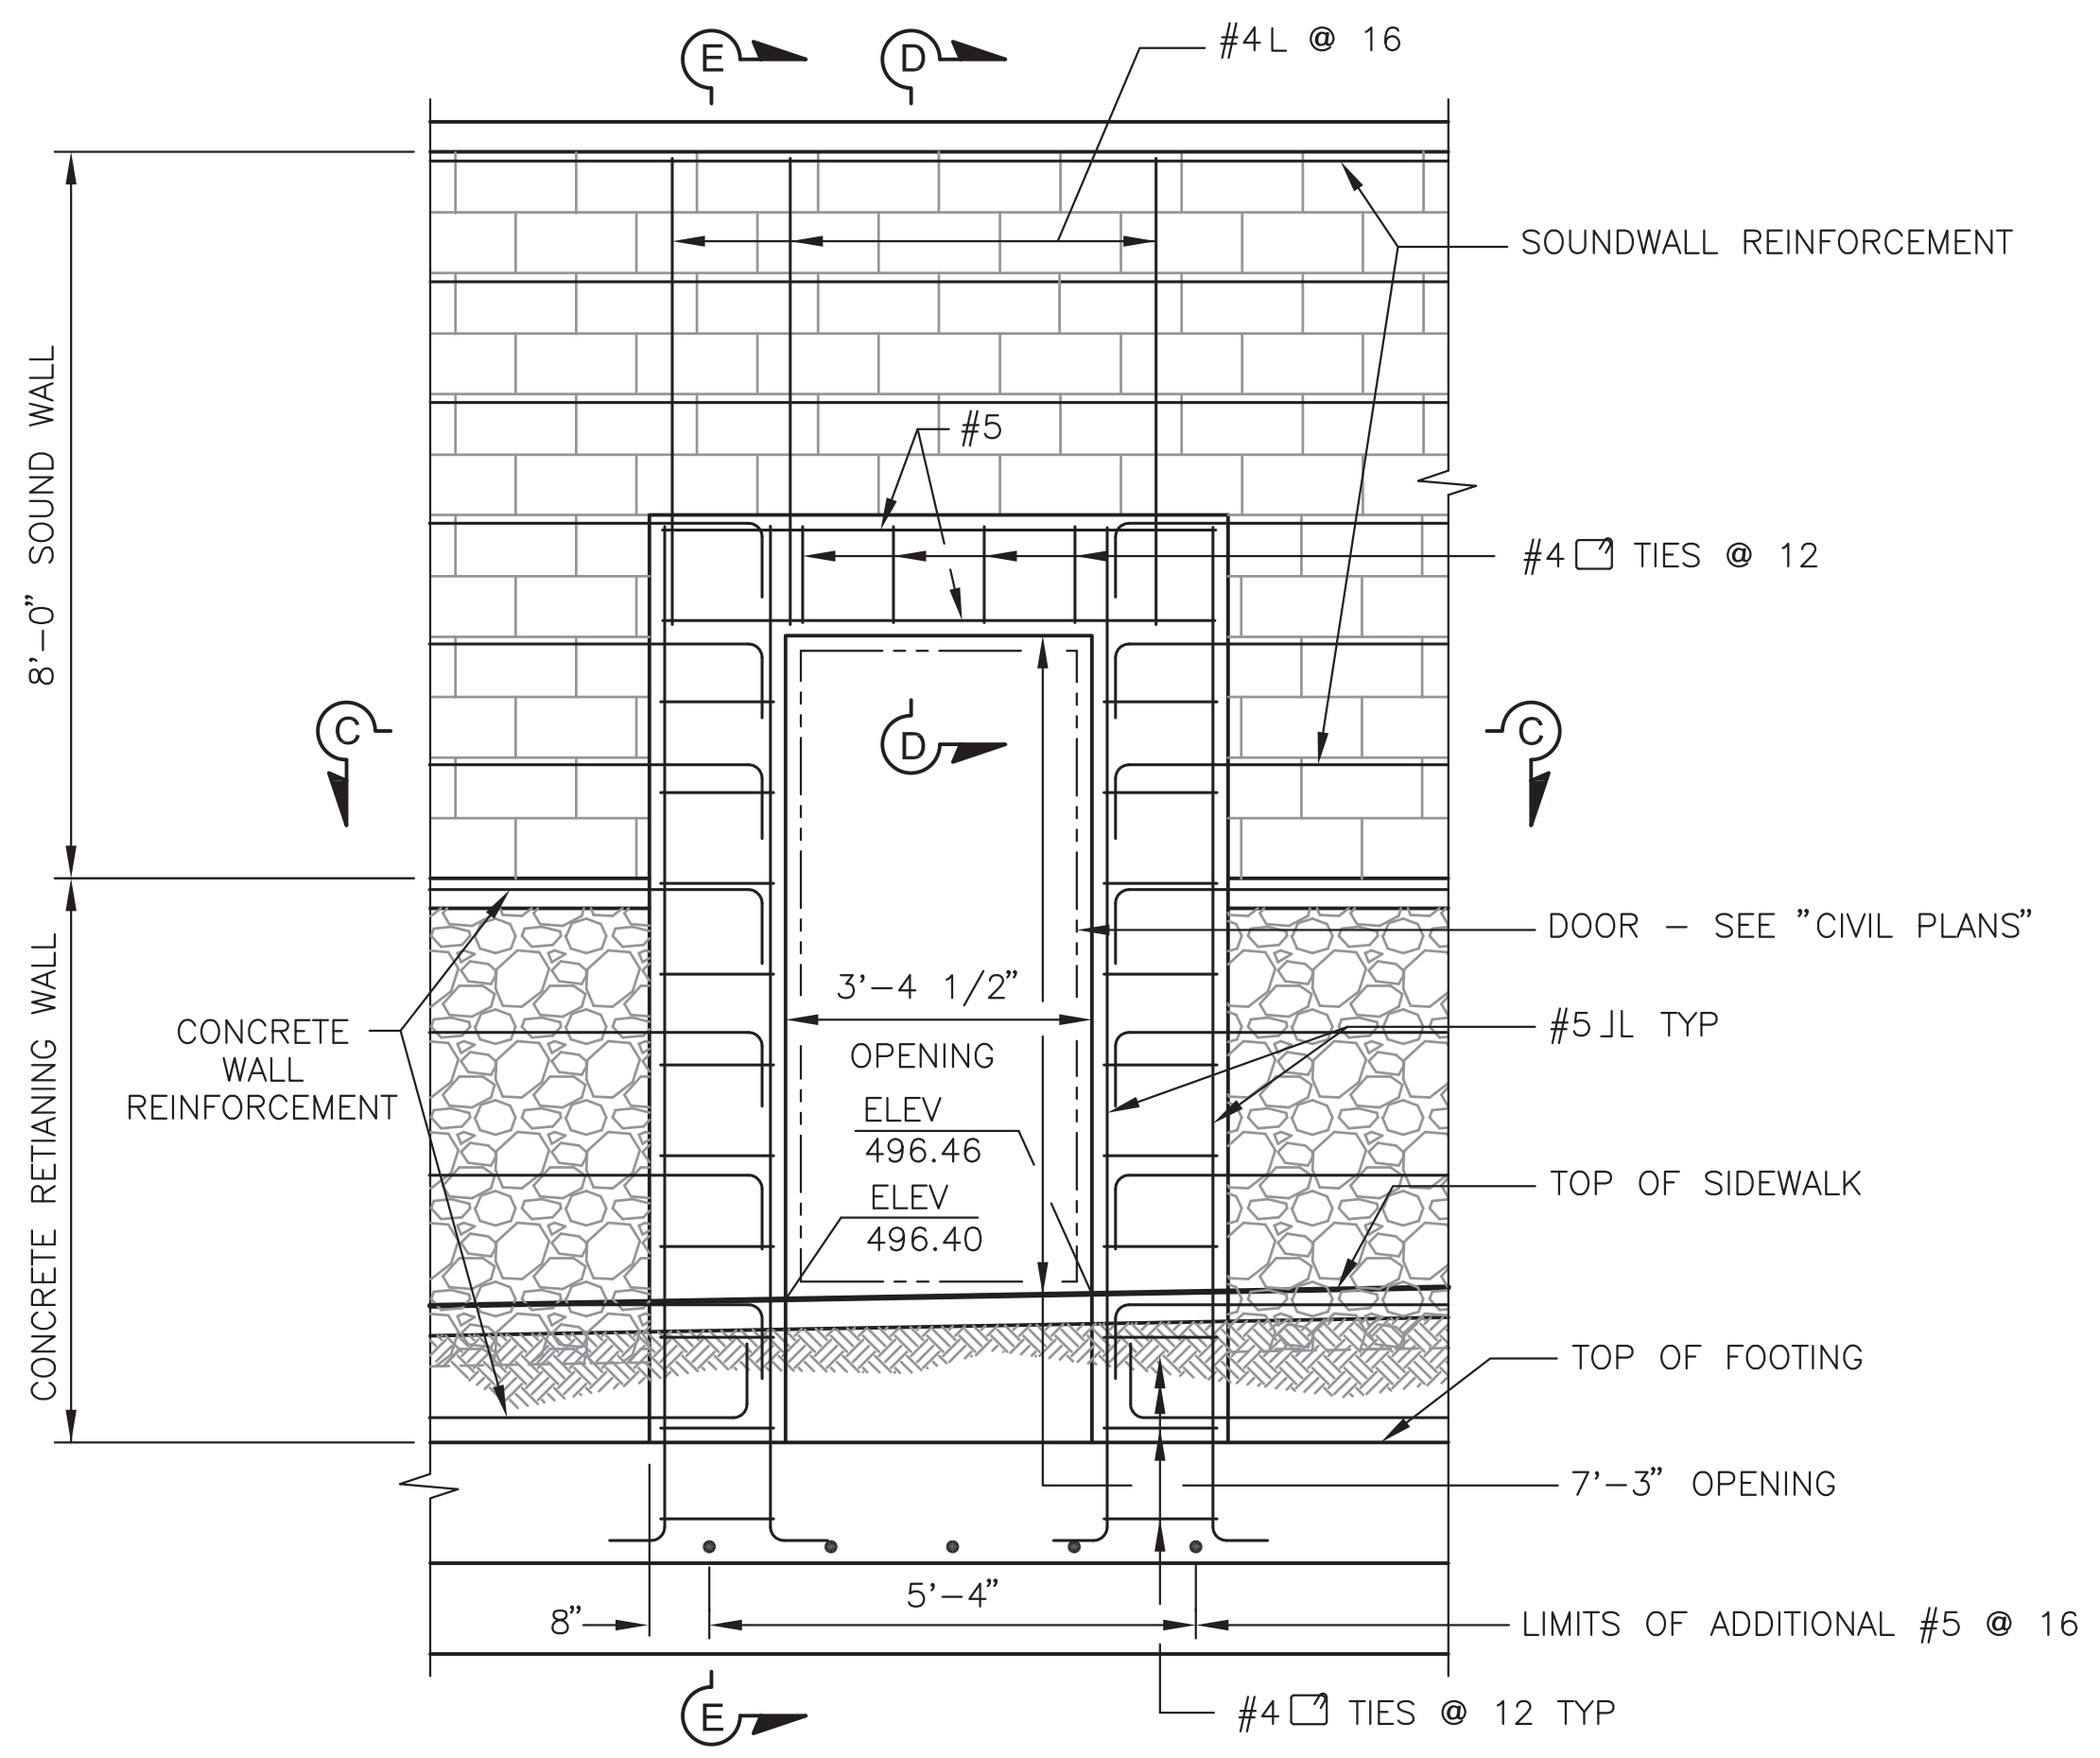 E
D
#4 L @ 16
SOUNDWALL REINFORCEMENT
8'-0" SOUND WALL
#5
#4 TIES @ 12
C
D
C
DOOR - SEE "CIVIL PLANS"
3'-4 1/2"
OPENING
#5 ⅃L TYP
CONCRETE
WALL
REINFORCEMENT
CONCRETE RETIANING WALL
ELEV
496.46
ELEV
496.40
TOP OF SIDEWALK
TOP OF FOOTING
7'-3" OPENING
5'-4"
8"
LIMITS OF ADDITIONAL #5 @ 16
E
#4 TIES @ 12 TYP